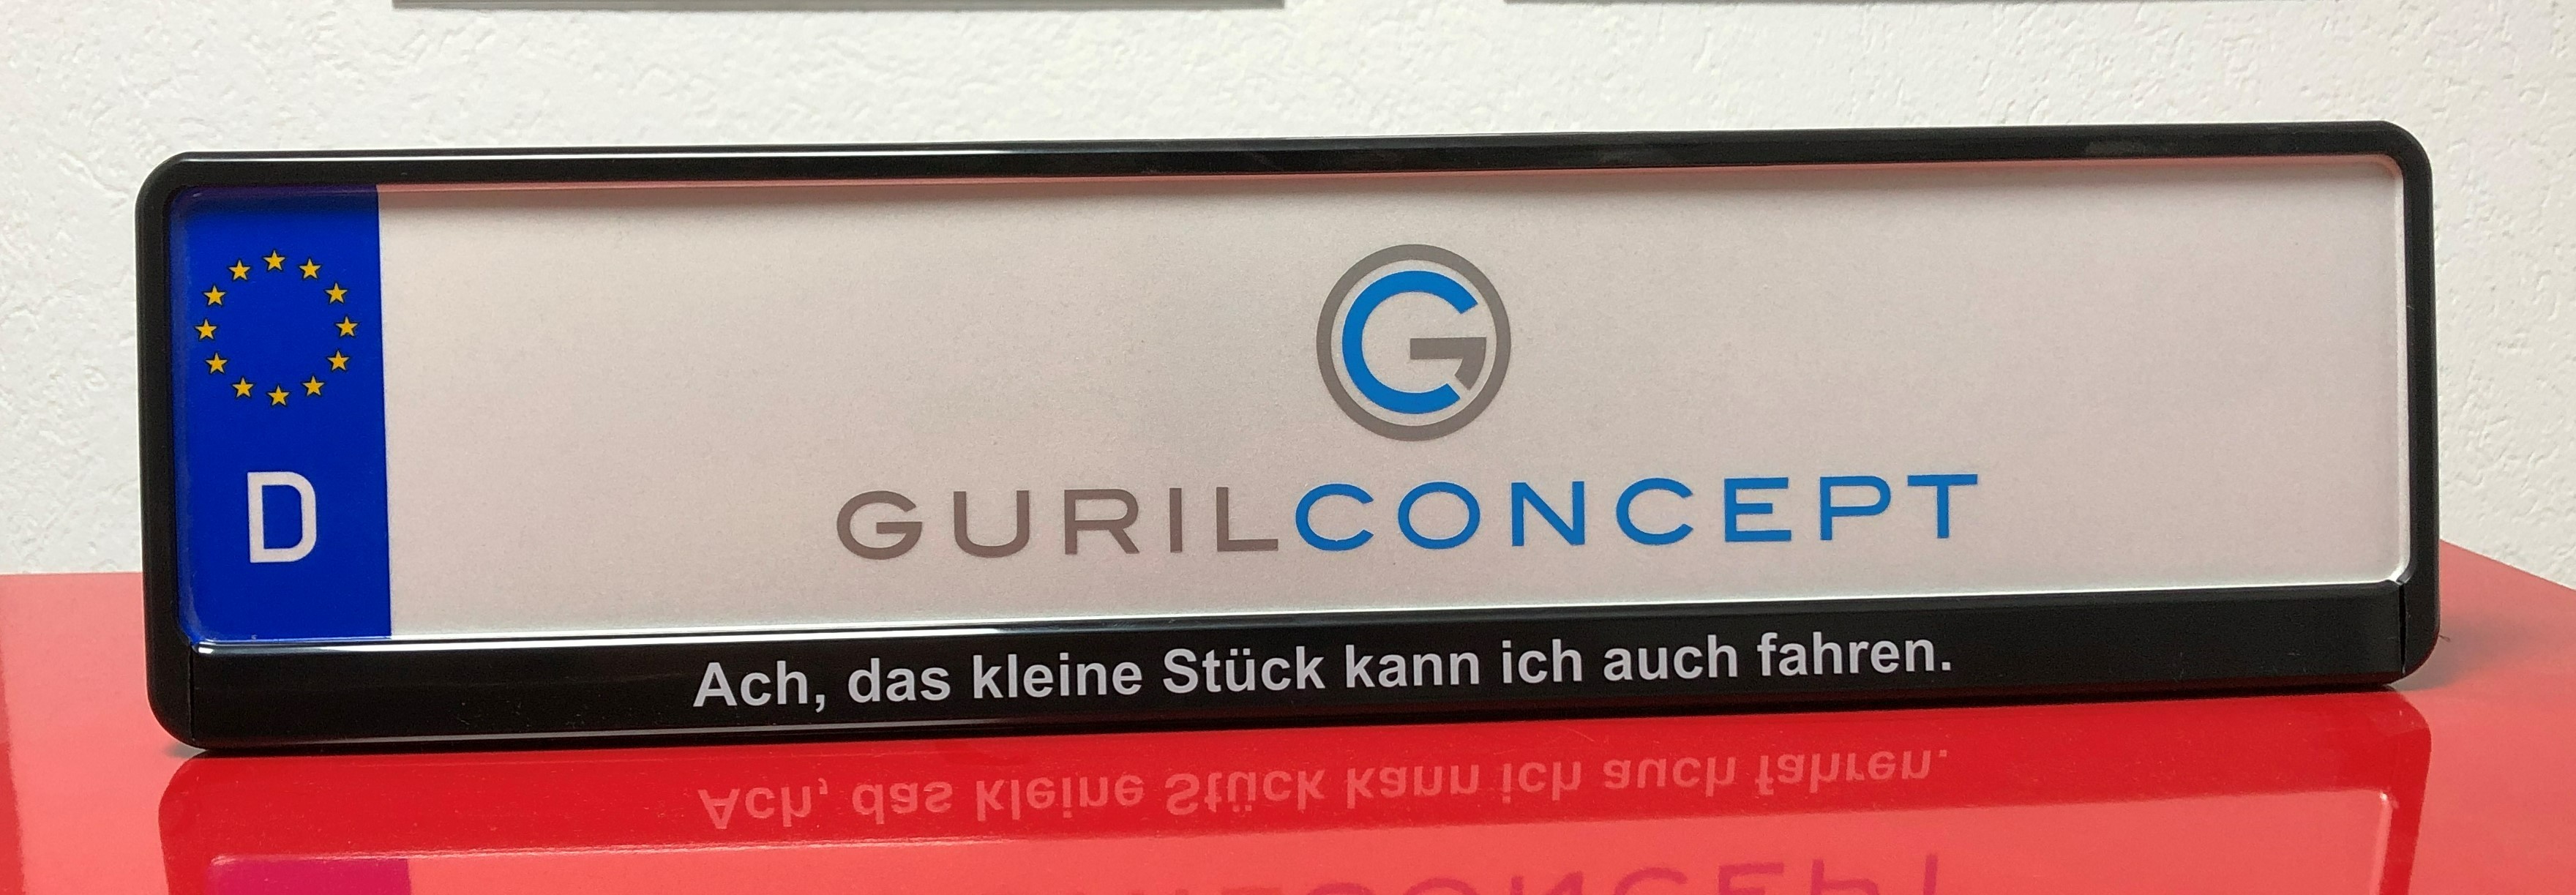 D
GURILCONCEPT
Ach, das kleine Stück kann ich auch fahren.